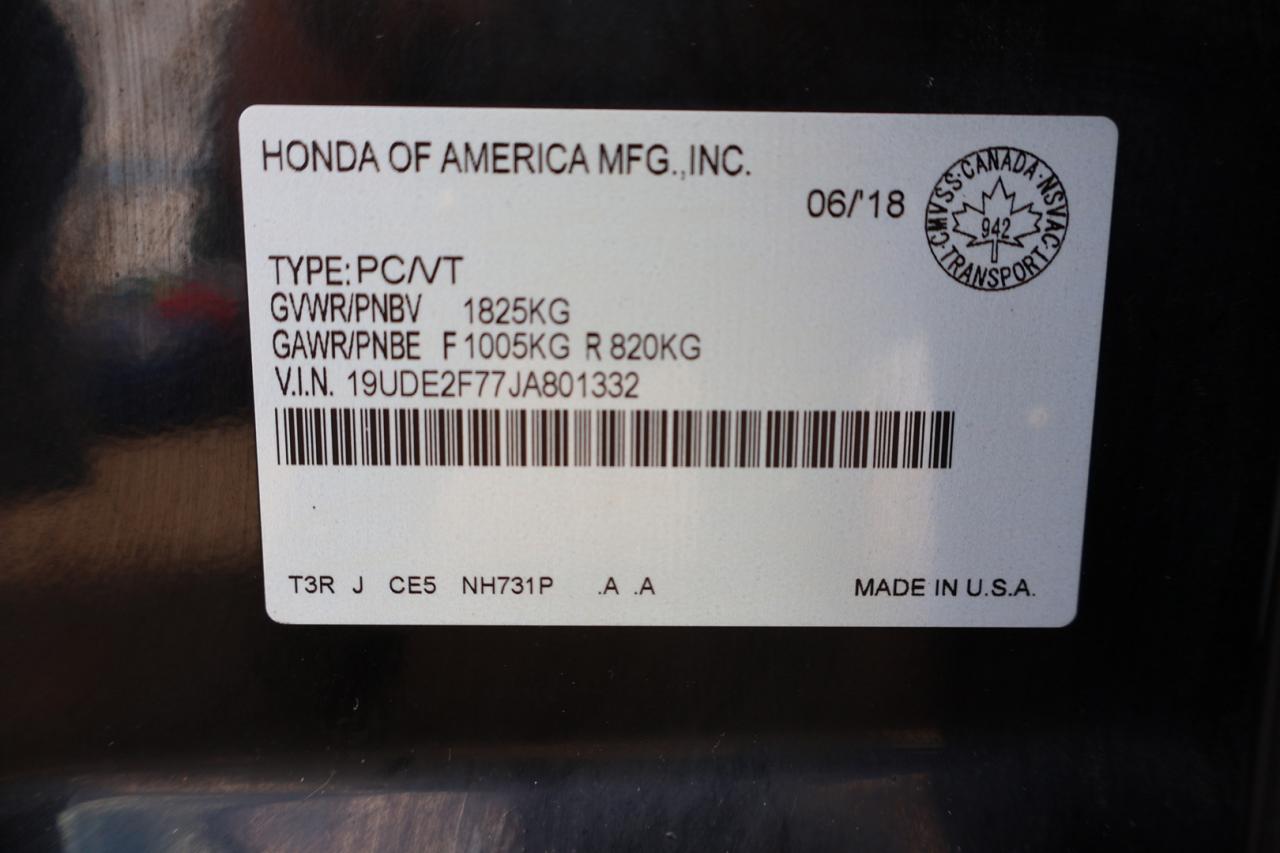 HONDA OF AMERICA MFG.,INC.
06/'18
CMVSS·CANADA·NSVAC·TRANSPORT·
942
TYPE:PC/VT
GVWR/PNBV 1825KG
GAWR/PNBE F 1005KG R 820KG
V.I.N. 19UDE2F77JA801332
T3R J CE5 NH731P .A .A MADE IN U.S.A.